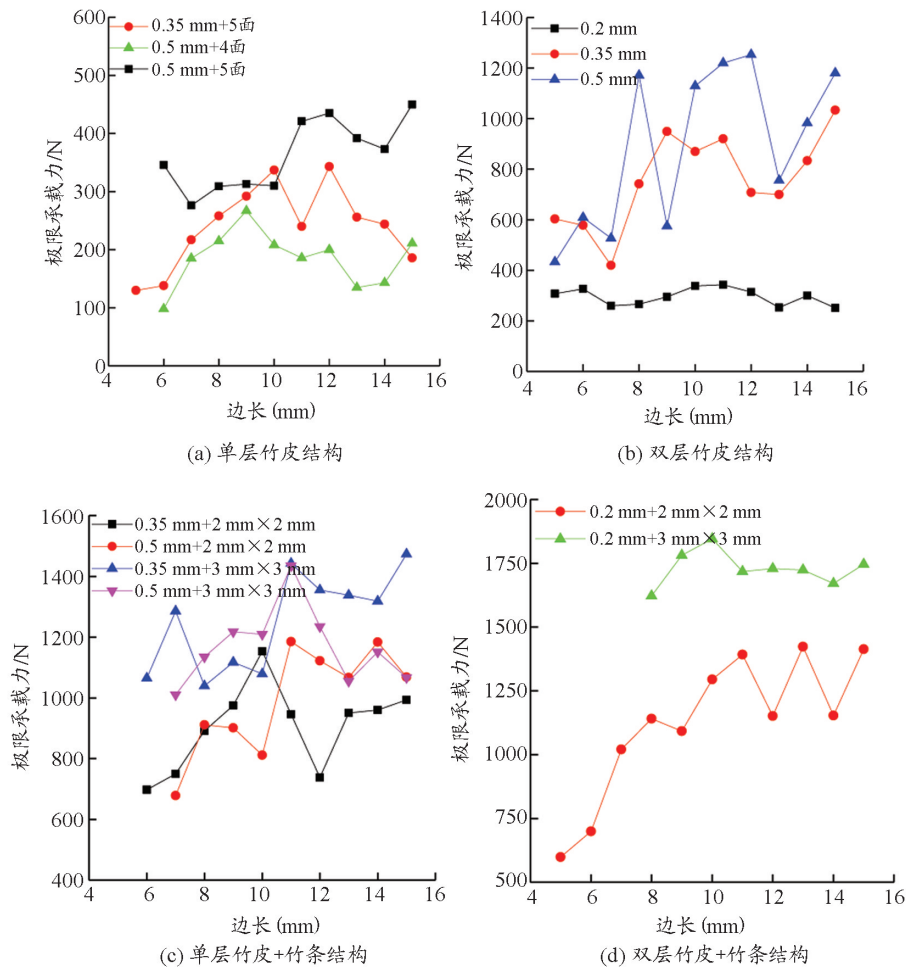 600
500
400
300
200
100
0
4
6
8
10
12
14
16
极限承载力/N
边长 (mm)
0.35 mm+5面
0.5 mm+4面
0.5 mm+5面
(a) 单层竹皮结构
1400
1200
1000
800
600
400
200
0
4
6
8
10
12
14
16
极限承载力/N
边长 (mm)
0.2 mm
0.35 mm
0.5 mm
(b) 双层竹皮结构
1600
1400
1200
1000
800
600
400
4
6
8
10
12
14
16
极限承载力/N
边长 (mm)
0.35 mm+2 mm×2 mm
0.5 mm+2 mm×2 mm
0.35 mm+3 mm×3 mm
0.5 mm+3 mm×3 mm
(c) 单层竹皮+竹条结构
2000
1750
1500
1250
1000
750
500
4
6
8
10
12
14
16
极限承载力/N
边长 (mm)
0.2 mm+2 mm×2 mm
0.2 mm+3 mm×3 mm
(d) 双层竹皮+竹条结构